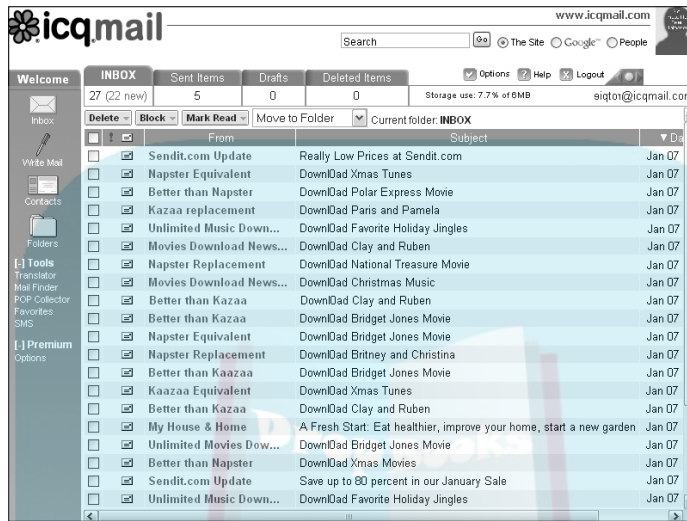 www.icqmail.com
icq.mail
Search Go The Site Google™ People
Welcome
INBOX Sent Items Drafts Deleted Items
Options Help Logout
27 (22 new) 5 0 0 Storage use: 7.7% of 6MB
Delete Block Mark Read Move to Folder Current folder: INBOX
From Subject Da
Sendit.com Update Really Low Prices at Sendit.com Jan 07
Napster Equivalent Downl0ad Xmas Tunes Jan 07
Better than Napster Downl0ad Polar Express Movie Jan 07
Kazaa replacement Downl0ad Paris and Pamela Jan 07
Unlimited Music Down... Downl0ad Favorite Holiday Jingles Jan 07
Movies Download News... Downl0ad Clay and Ruben Jan 07
Napster Replacement Downl0ad National Treasure Movie Jan 07
Movies Download News... Downl0ad Christmas Music Jan 07
Better than Kazaa Downl0ad Clay and Ruben Jan 07
Better than Kazaa Downl0ad Bridget Jones Movie Jan 07
Napster Equivalent Downl0ad Bridget Jones Movie Jan 07
Napster Replacement Downl0ad Britney and Christina Jan 07
Better than Kaazaa Downl0ad Bridget Jones Movie Jan 07
Kaazaa Equivalent Downl0ad Xmas Tunes Jan 07
Better than Kazaa Downl0ad Clay and Ruben Jan 07
My House & Home A Fresh Start: Eat healthier, improve your home, start a new garden Jan 07
Unlimited Movies Dow... Downl0ad Bridget Jones Movie Jan 07
Better than Napster Downl0ad Xmas Movies Jan 07
Sendit.com Update Save up to 80 percent in our January Sale Jan 07
Unlimited Music Down... Downl0ad Favorite Holiday Jingles Jan 07
Inbox
Write Mail
Contacts
Folders
[-] Tools
Translator
Mail Finder
POP Collector
Favorites
SMS
[-] Premium
Options